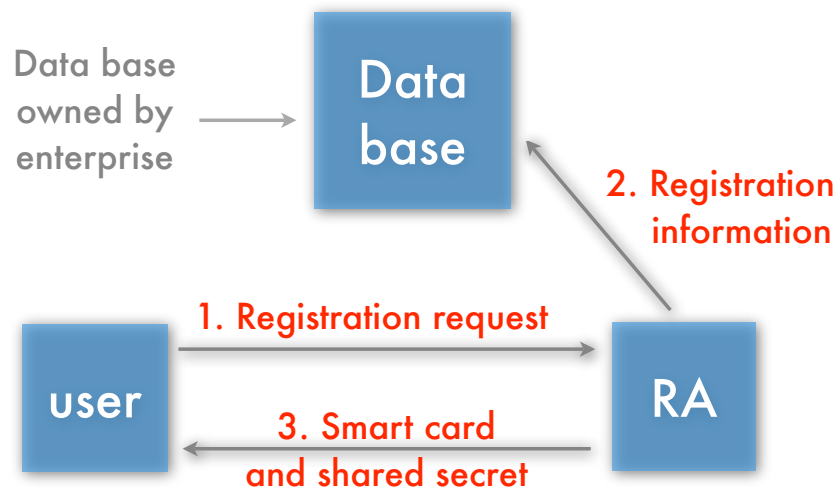 Data base
owned by
enterprise
Data
base
2. Registration
information
1. Registration request
user
RA
3. Smart card
and shared secret